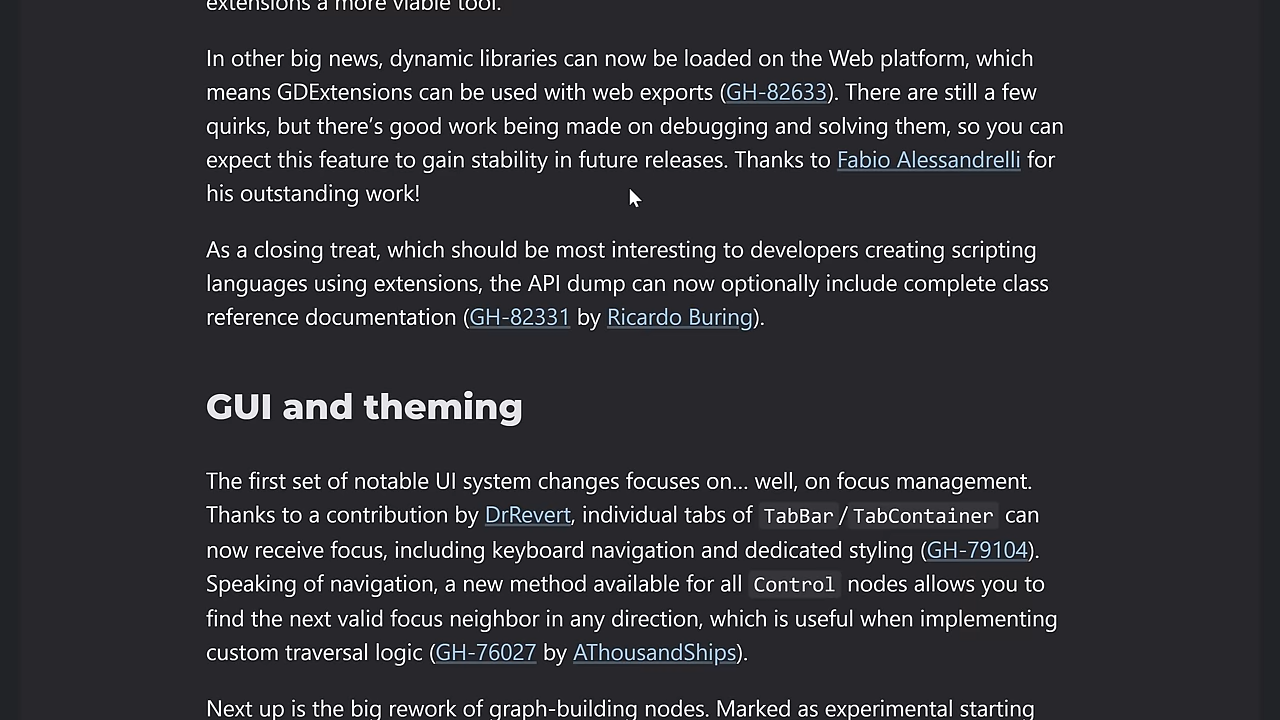 extensions a more viable tool.
In other big news, dynamic libraries can now be loaded on the Web platform, which
means GDExtensions can be used with web exports (GH-82633). There are still a few
quirks, but there’s good work being made on debugging and solving them, so you can
expect this feature to gain stability in future releases. Thanks to Fabio Alessandrelli for
his outstanding work!
As a closing treat, which should be most interesting to developers creating scripting
languages using extensions, the API dump can now optionally include complete class
reference documentation (GH-82331 by Ricardo Buring).
GUI and theming
The first set of notable UI system changes focuses on… well, on focus management.
Thanks to a contribution by DrRevert, individual tabs of TabBar/TabContainer can
now receive focus, including keyboard navigation and dedicated styling (GH-79104).
Speaking of navigation, a new method available for all Control nodes allows you to
find the next valid focus neighbor in any direction, which is useful when implementing
custom traversal logic (GH-76027 by AThousandShips).
Next up is the big rework of graph-building nodes. Marked as experimental starting